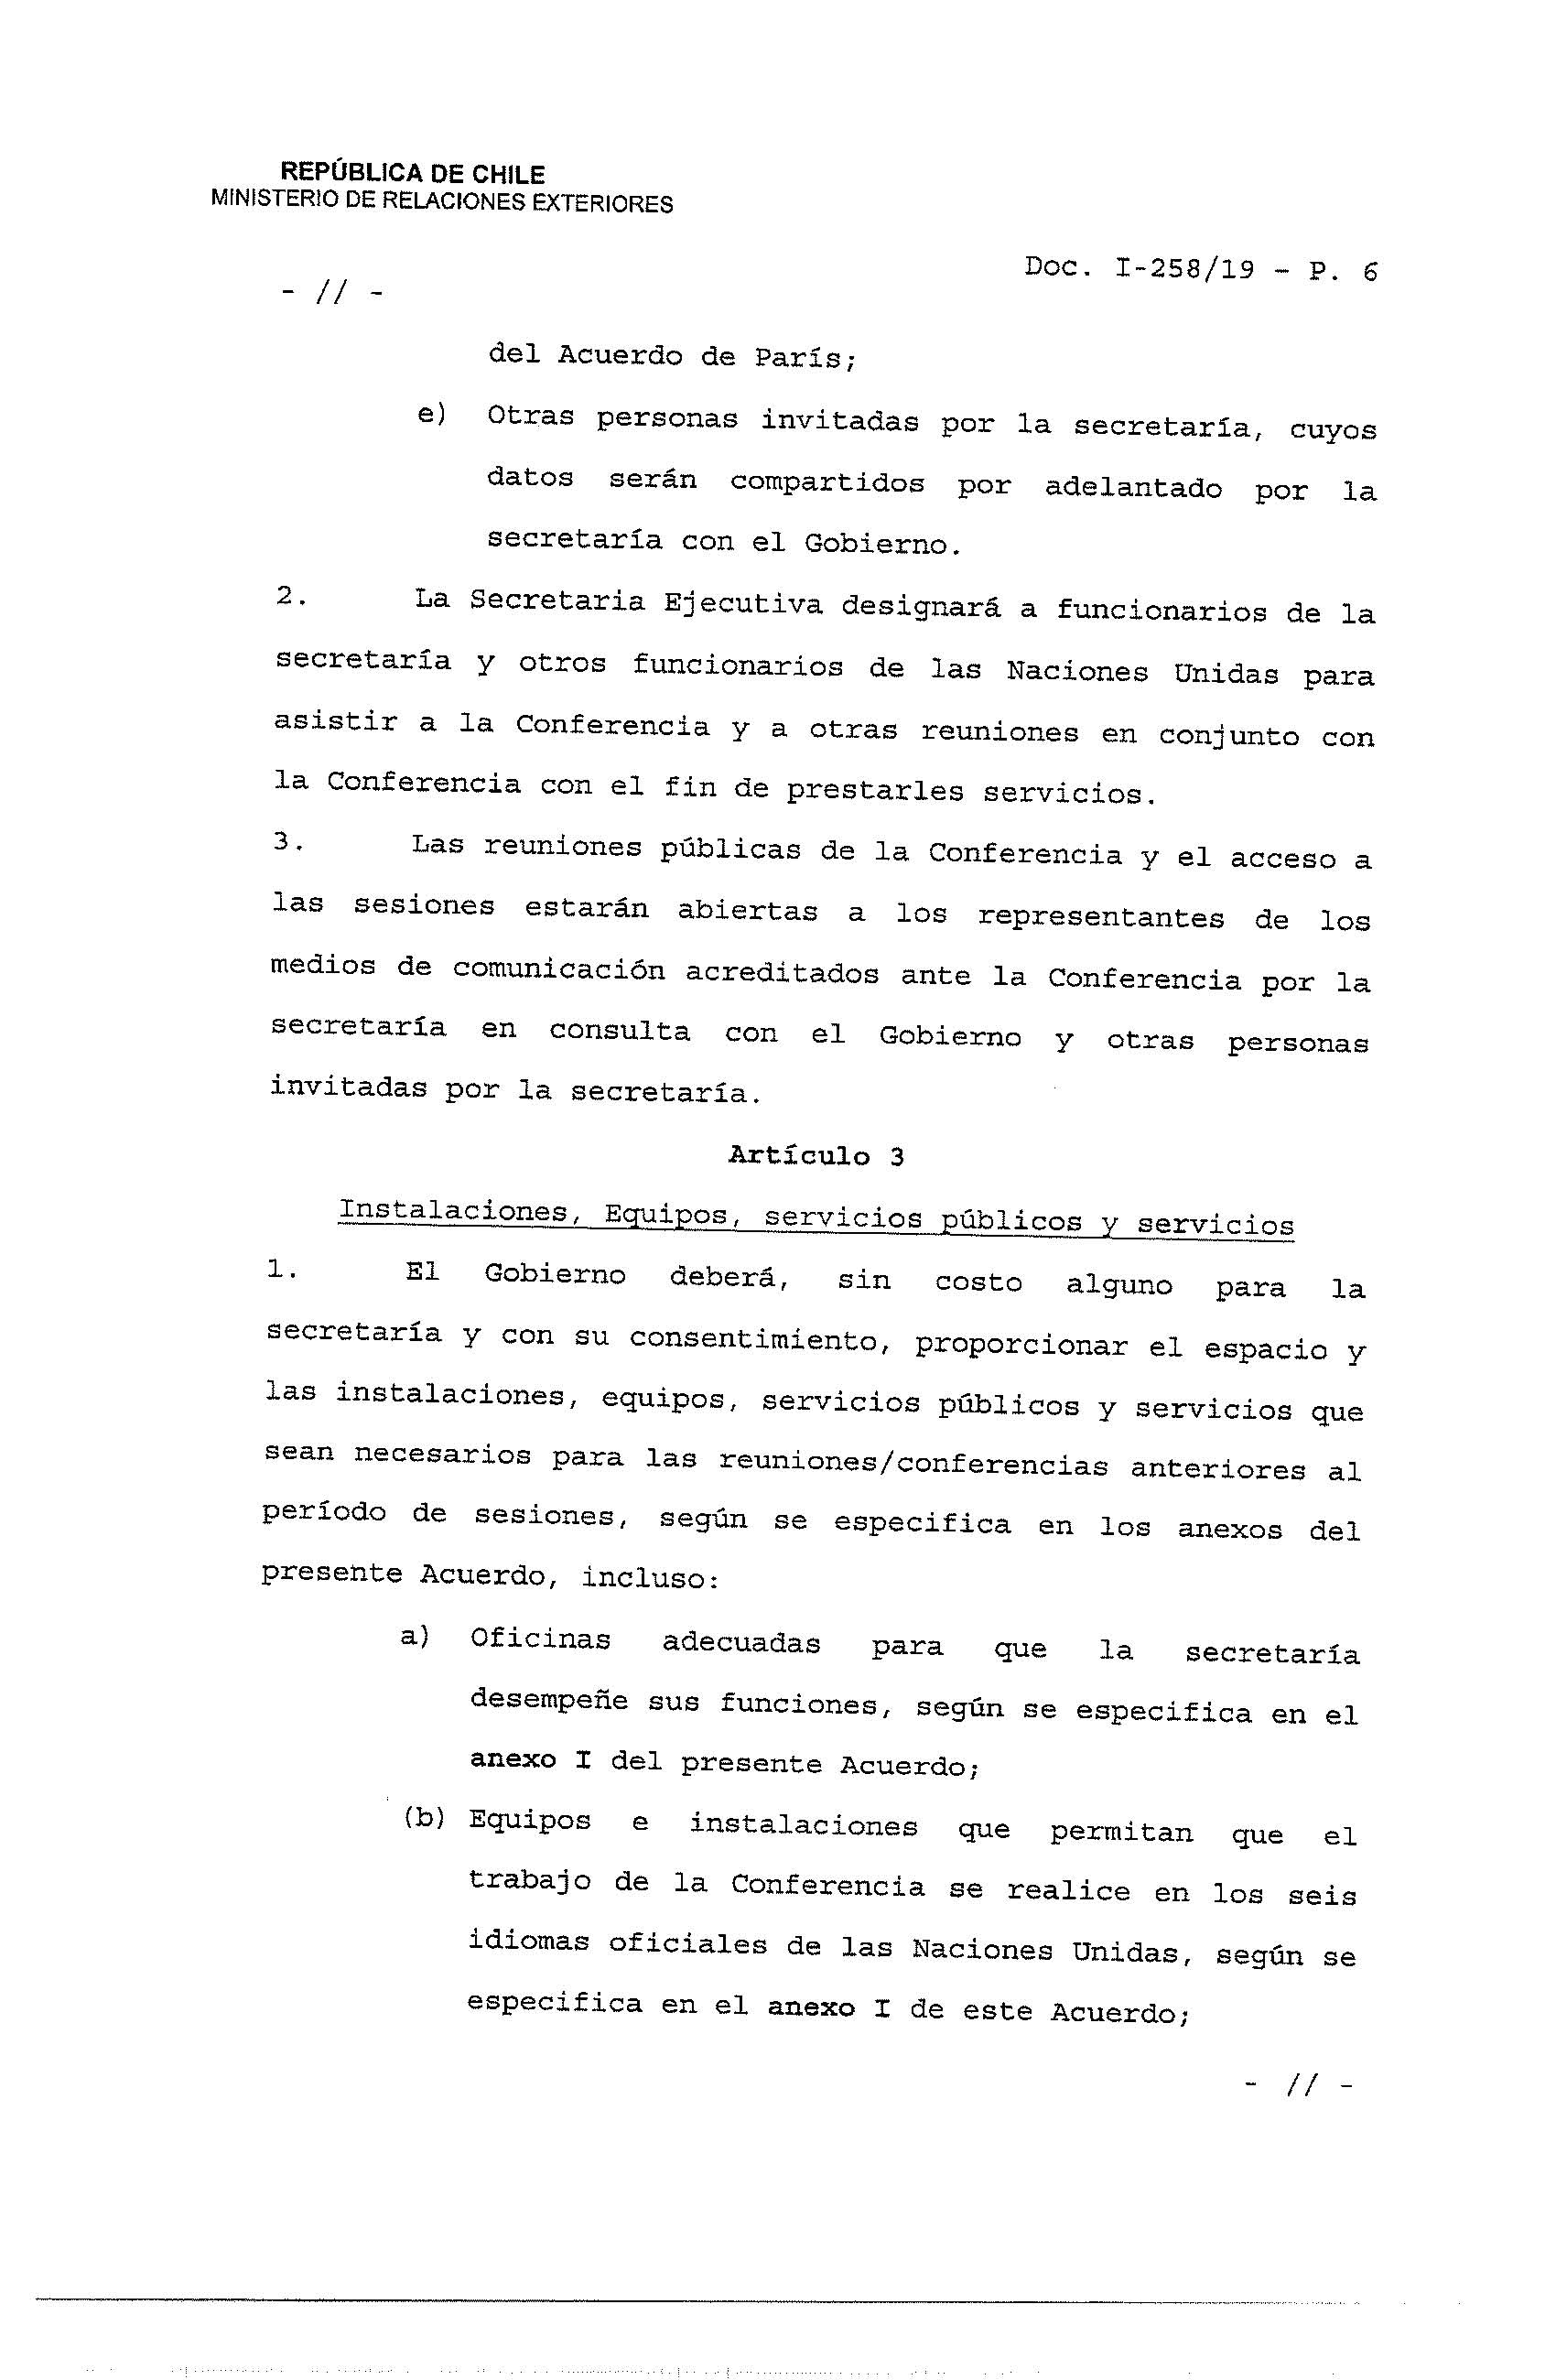 REPÚBLICA DE CHILE
MINISTERIO DE RELACIONES EXTERIORES
Doc. I-258/19 - P. 6
- // -
del Acuerdo de París;
e) Otras personas invitadas por la secretaría, cuyos
datos serán compartidos por adelantado por la
secretaría con el Gobierno.
2. La Secretaria Ejecutiva designará a funcionarios de la
secretaría y otros funcionarios de las Naciones Unidas para
asistir a la Conferencia y a otras reuniones en conjunto con
la Conferencia con el fin de prestarles servicios.
3. Las reuniones públicas de la Conferencia y el acceso a
las sesiones estarán abiertas a los representantes de los
medios de comunicación acreditados ante la Conferencia por la
secretaría en consulta con el Gobierno y otras personas
invitadas por la secretaría.
Artículo 3
Instalaciones, Equipos, servicios públicos y servicios
1. El Gobierno deberá, sin costo alguno para la
secretaría y con su consentimiento, proporcionar el espacio y
las instalaciones, equipos, servicios públicos y servicios que
sean necesarios para las reuniones/conferencias anteriores al
período de sesiones, según se especifica en los anexos del
presente Acuerdo, incluso:
a) Oficinas adecuadas para que la secretaría
desempeñe sus funciones, según se especifica en el
anexo I del presente Acuerdo;
(b) Equipos e instalaciones que permitan que el
trabajo de la Conferencia se realice en los seis
idiomas oficiales de las Naciones Unidas, según se
especifica en el anexo I de este Acuerdo;
- // -